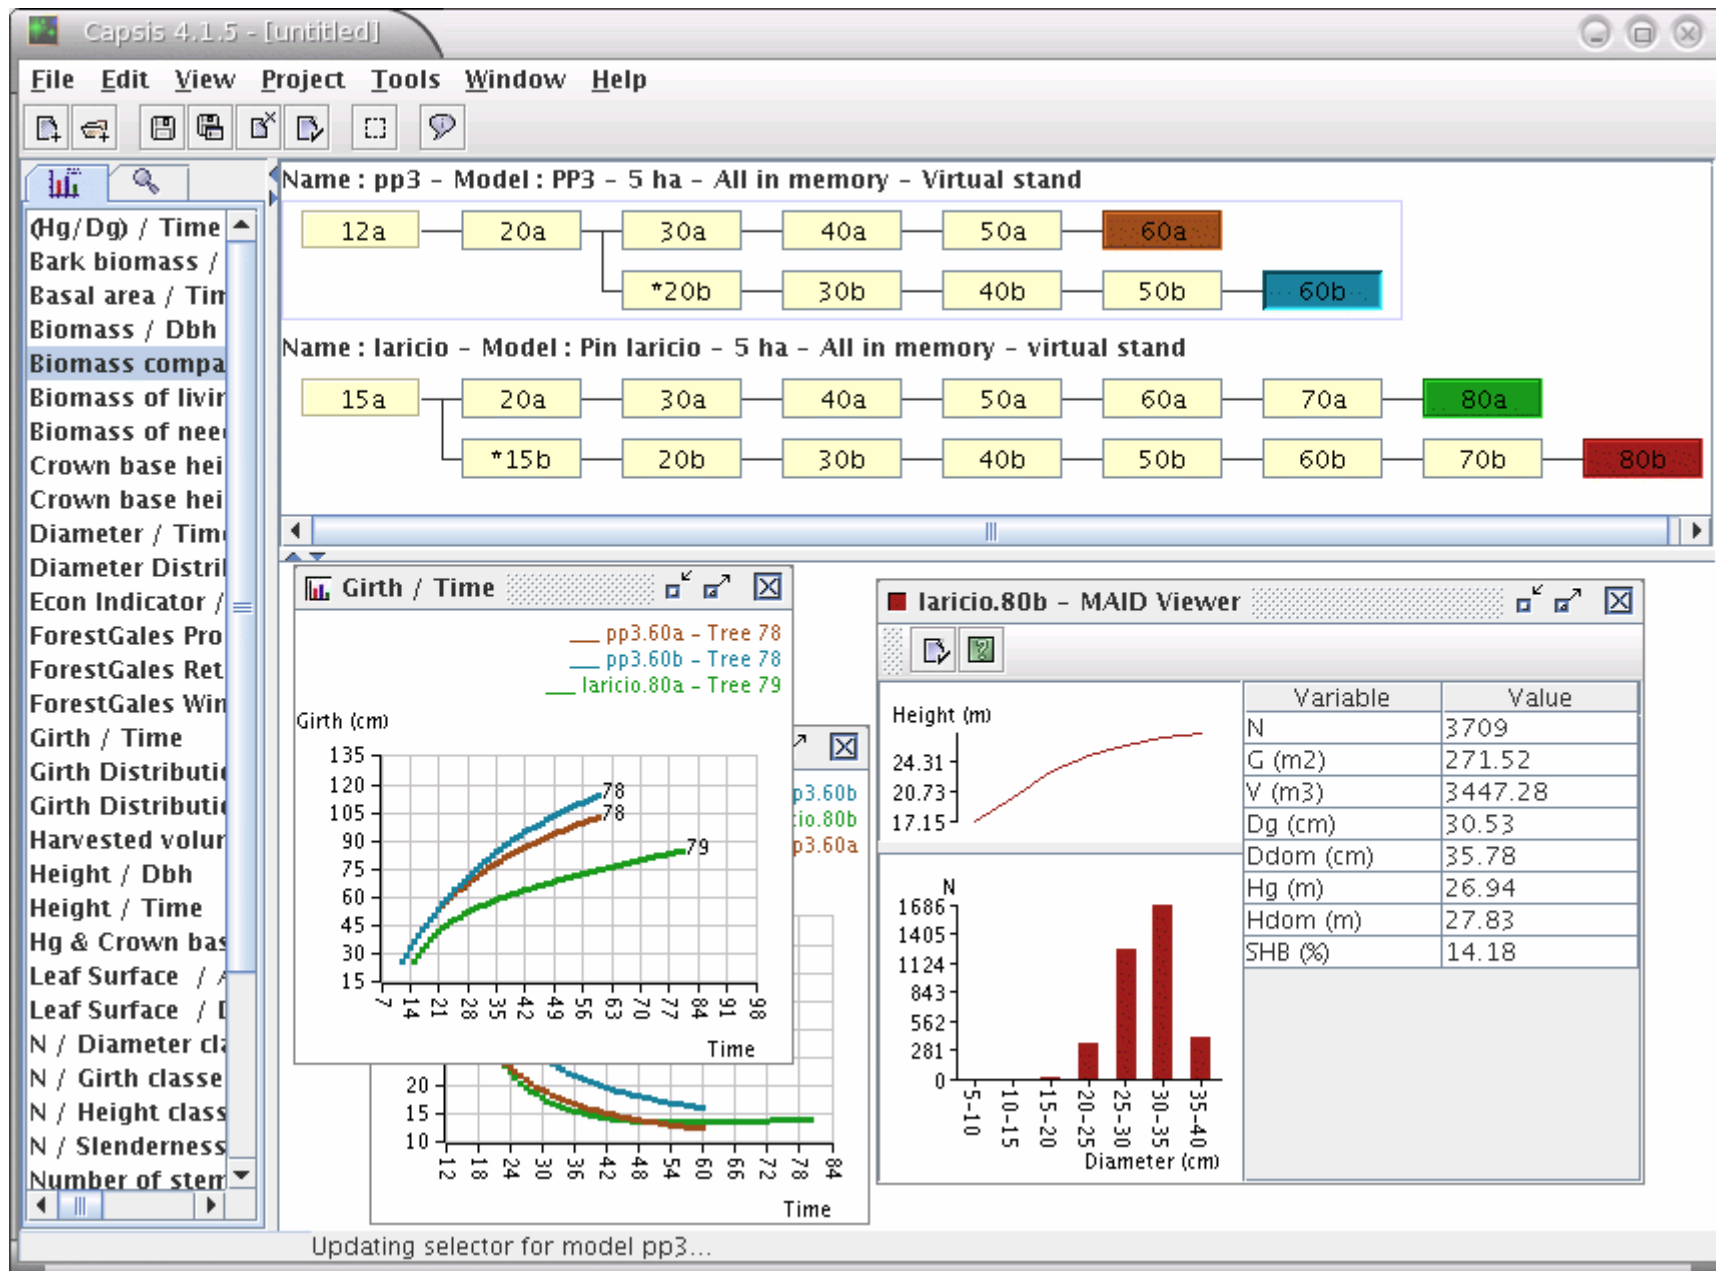 Capsis 4.1.5 - [untitled]
File Edit View Project Tools Window Help
(Hg/Dg) / Time
Bark biomass /
Basal area / Tim
Biomass / Dbh
Biomass compa
Biomass of livin
Biomass of nee
Crown base hei
Crown base hei
Diameter / Time
Diameter Distril
Econ Indicator /
ForestGales Pro
ForestGales Ret
ForestGales Win
Girth / Time
Girth Distributi
Girth Distributi
Harvested volur
Height / Dbh
Height / Time
Hg & Crown bas
Leaf Surface / A
Leaf Surface / D
N / Diameter cla
N / Girth classe
N / Height class
N / Slenderness
Number of stem
Name : pp3 - Model : PP3 - 5 ha - All in memory - Virtual stand
12a 20a 30a 40a 50a 60a
*20b 30b 40b 50b 60b
Name : laricio - Model : Pin laricio - 5 ha - All in memory - virtual stand
15a 20a 30a 40a 50a 60a 70a 80a
*15b 20b 30b 40b 50b 60b 70b 80b
Girth / Time
pp3.60a - Tree 78
pp3.60b - Tree 78
laricio.80a - Tree 79
Girth (cm)
135
120
105
90
75
60
45
30
15
78
78
79
7 14 21 28 35 42 49 56 63 70 77 84 91 98
Time
p3.60b
io.80b
p3.60a
20
15
10
12 18 24 30 36 42 48 54 60 66 72 78 84
Time
laricio.80b - MAID Viewer
Height (m)
24.31
20.73
17.15
N
1686
1405
1124
843
562
281
0
5-10 10-15 15-20 20-25 25-30 30-35 35-40
Diameter (cm)
Variable Value
N 3709
G (m2) 271.52
V (m3) 3447.28
Dg (cm) 30.53
Ddom (cm) 35.78
Hg (m) 26.94
Hdom (m) 27.83
SHB (%) 14.18
Updating selector for model pp3...